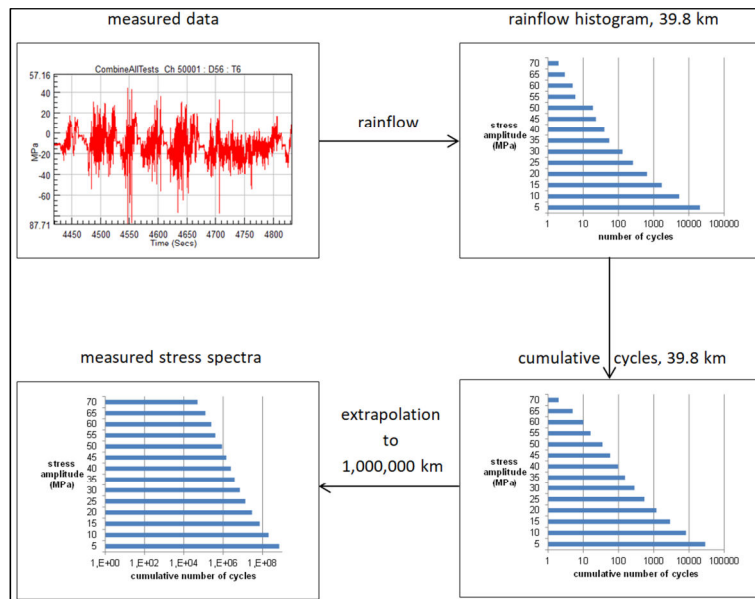 measured data
CombineAllTests Ch 50001 : D56 : T6
57.16
40
20
0
-20
-40
-60
87.71
MPa
4450 4500 4550 4600 4650 4700 4750 4800
Time (Secs)
rainflow
rainflow histogram, 39.8 km
70
65
60
55
50
45
40
35
30
25
20
15
10
5
stress
amplitude
(MPa)
1 10 100 1000 10000 100000
number of cycles
cumulative cycles, 39.8 km
70
65
60
55
50
45
40
35
30
25
20
15
10
5
stress
amplitude
(MPa)
1 10 100 1000 10000 100000
cumulative number of cycles
extrapolation
to
1,000,000 km
measured stress spectra
70
65
60
55
50
45
40
35
30
25
20
15
10
5
stress
amplitude
(MPa)
1,E+00 1,E+02 1,E+04 1,E+06 1,E+08
cumulative number of cycles